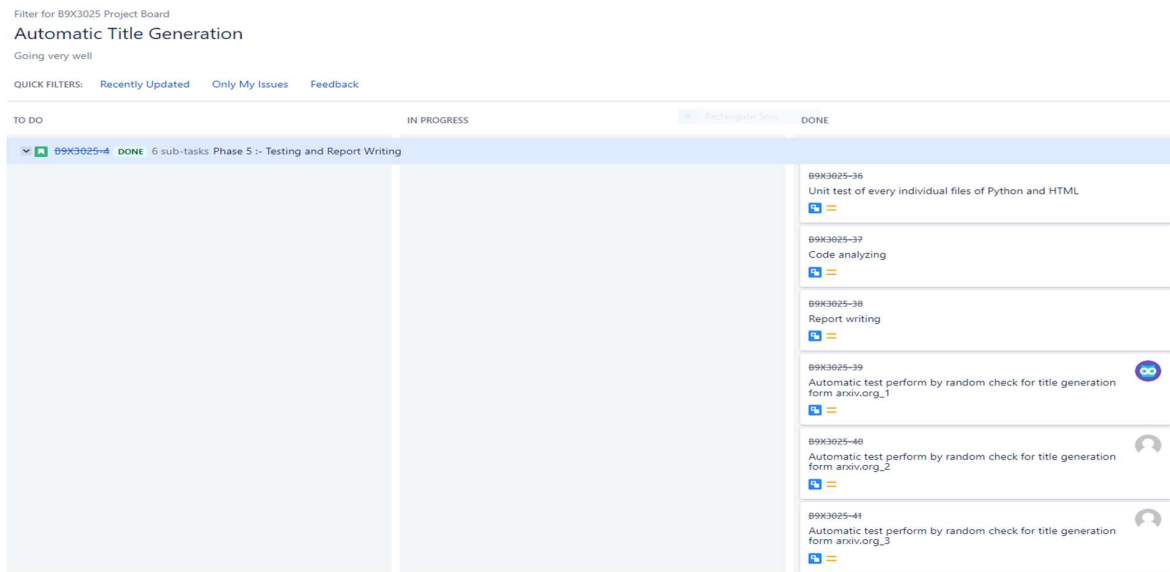 Filter for B9X3025 Project Board
Automatic Title Generation
Going very well
QUICK FILTERS: Recently Updated Only My Issues Feedback
TO DO IN PROGRESS Rectangular Snip DONE
B9X3025-4 DONE 6 sub-tasks Phase 5 :- Testing and Report Writing
B9X3025-36
Unit test of every individual files of Python and HTML
B9X3025-37
Code analyzing
B9X3025-38
Report writing
B9X3025-39
Automatic test perform by random check for title generation
form arxiv.org_1
B9X3025-40
Automatic test perform by random check for title generation
form arxiv.org_2
B9X3025-41
Automatic test perform by random check for title generation
form arxiv.org_3